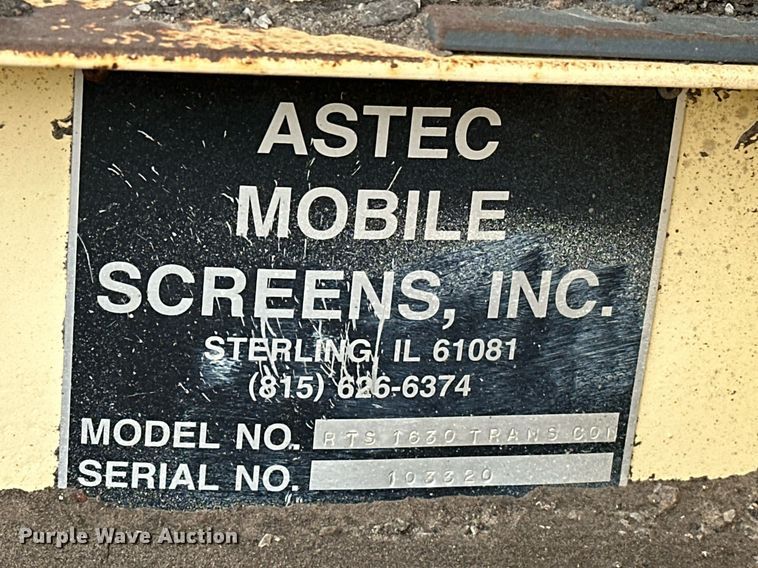 ASTEC
MOBILE
SCREENS, INC.
STERLING, IL 61081
(815) 626-6374
MODEL NO. RTS 1630 TRANS CON
SERIAL NO. 103320
Purple Wave Auction®